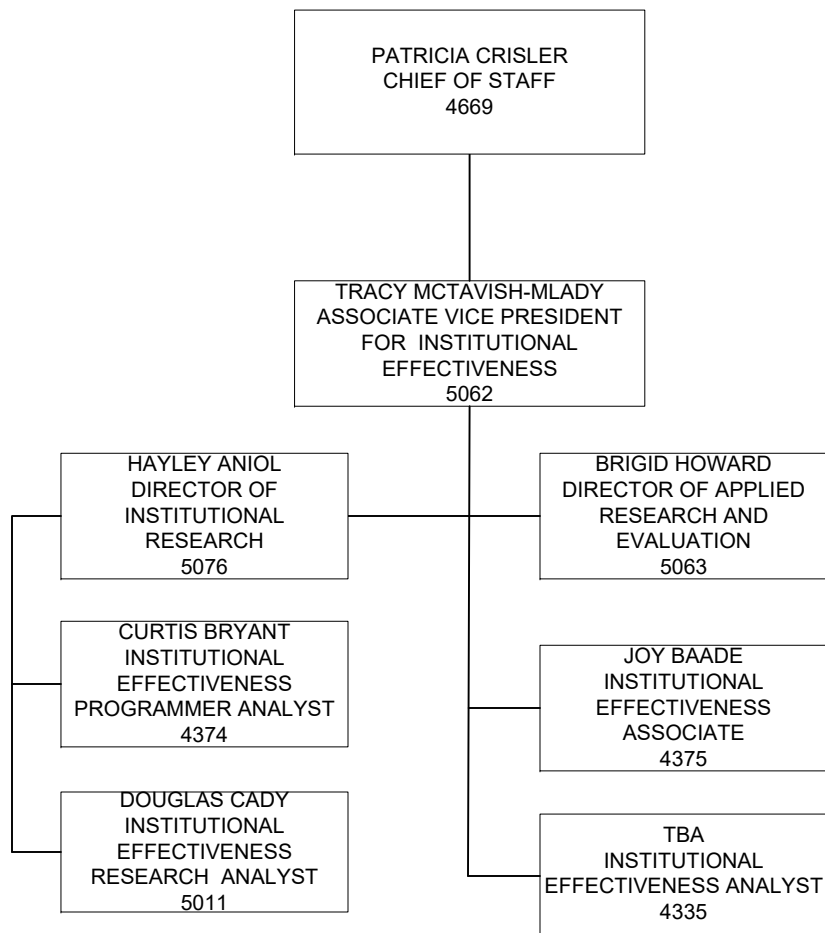 PATRICIA CRISLER
CHIEF OF STAFF
4669
TRACY MCTAVISH-MLADY
ASSOCIATE VICE PRESIDENT
FOR INSTITUTIONAL
EFFECTIVENESS
5062
HAYLEY ANIOL
DIRECTOR OF
INSTITUTIONAL
RESEARCH
5076
BRIGID HOWARD
DIRECTOR OF APPLIED
RESEARCH AND
EVALUATION
5063
CURTIS BRYANT
INSTITUTIONAL
EFFECTIVENESS
PROGRAMMER ANALYST
4374
JOY BAADE
INSTITUTIONAL
EFFECTIVENESS
ASSOCIATE
4375
DOUGLAS CADY
INSTITUTIONAL
EFFECTIVENESS
RESEARCH ANALYST
5011
TBA
INSTITUTIONAL
EFFECTIVENESS ANALYST
4335